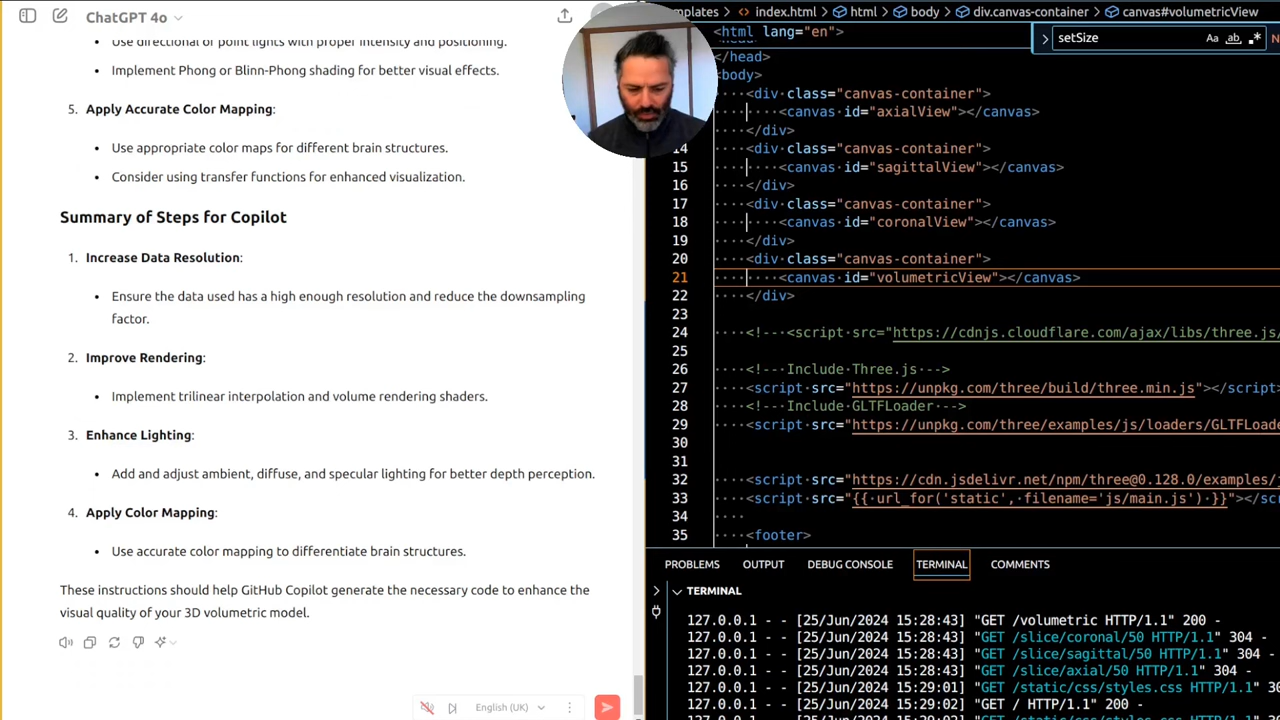 ChatGPT 4o
Use directional or point lights with proper intensity and positioning.
Implement Phong or Blinn-Phong shading for better visual effects.
5. Apply Accurate Color Mapping:
Use appropriate color maps for different brain structures.
Consider using transfer functions for enhanced visualization.
Summary of Steps for Copilot
1. Increase Data Resolution:
Ensure the data used has a high enough resolution and reduce the downsampling
factor.
2. Improve Rendering:
Implement trilinear interpolation and volume rendering shaders.
3. Enhance Lighting:
Add and adjust ambient, diffuse, and specular lighting for better depth perception.
4. Apply Color Mapping:
Use accurate color mapping to differentiate brain structures.
These instructions should help GitHub Copilot generate the necessary code to enhance the
visual quality of your 3D volumetric model.
English (UK)
mplates > index.html > html > body > div.canvas-container > canvas#volumetricView
setSize
Aa ab
<html lang="en">
</head>
<body>
<div class="canvas-container">
<canvas id="axialView"></canvas>
</div>
14 <div class="canvas-container">
15 <canvas id="sagittalView"></canvas>
16 </div>
17 <div class="canvas-container">
18 <canvas id="coronalView"></canvas>
19 </div>
20 <div class="canvas-container">
21 <canvas id="volumetricView"></canvas>
22 </div>
23
24 <!-- <script src="https://cdnjs.cloudflare.com/ajax/libs/three.js/
25
26 <!-- Include Three.js -->
27 <script src="https://unpkg.com/three/build/three.min.js"></script>
28 <!-- Include GLTFLoader -->
29 <script src="https://unpkg.com/three/examples/js/loaders/GLTFLoade
30
31
32 <script src="https://cdn.jsdelivr.net/npm/three@0.128.0/examples/j
33 <script src="{{ url_for('static', filename='js/main.js') }}"></sc
34
35 <footer>
PROBLEMS OUTPUT DEBUG CONSOLE TERMINAL COMMENTS
TERMINAL
127.0.0.1 - - [25/Jun/2024 15:28:43] "GET /volumetric HTTP/1.1" 200 -
127.0.0.1 - - [25/Jun/2024 15:28:43] "GET /slice/coronal/50 HTTP/1.1" 304 -
127.0.0.1 - - [25/Jun/2024 15:28:43] "GET /slice/sagittal/50 HTTP/1.1" 304 -
127.0.0.1 - - [25/Jun/2024 15:28:43] "GET /slice/axial/50 HTTP/1.1" 304 -
127.0.0.1 - - [25/Jun/2024 15:29:01] "GET /static/css/styles.css HTTP/1.1" 30
127.0.0.1 - - [25/Jun/2024 15:29:02] "GET / HTTP/1.1" 200 -